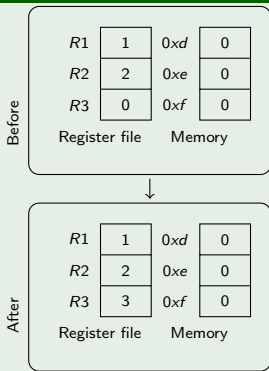 Before
R1 1 0xd 0
R2 2 0xe 0
R3 0 0xf 0
Register file Memory
↓
After
R1 1 0xd 0
R2 2 0xe 0
R3 3 0xf 0
Register file Memory